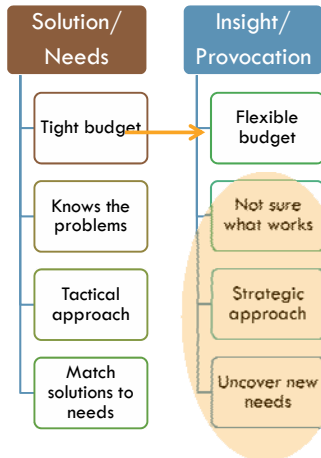 Solution/
Needs
Tight budget
Knows the
problems
Tactical
approach
Match
solutions to
needs
Insight/
Provocation
Flexible
budget
Not sure
what works
Strategic
approach
Uncover new
needs